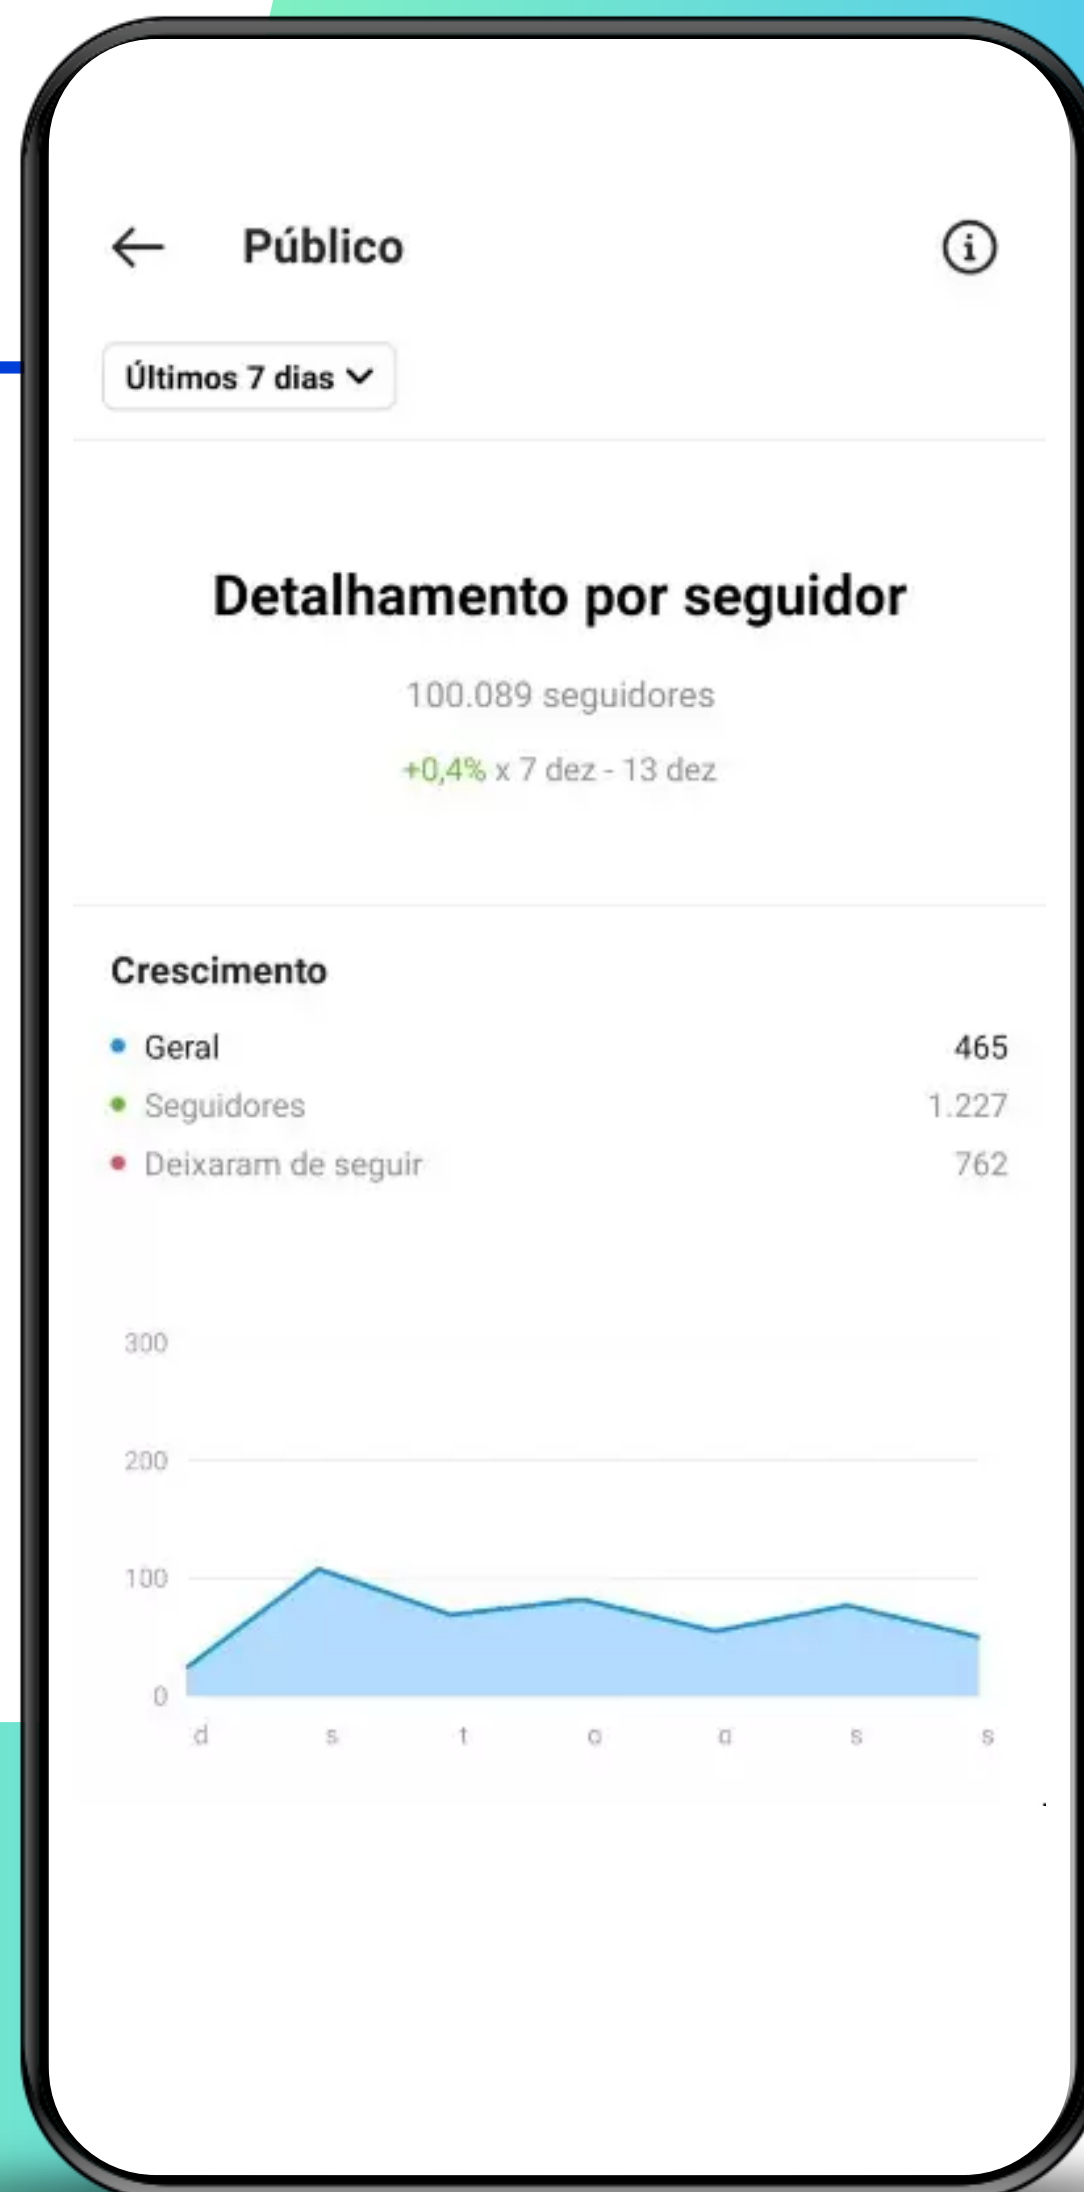 Público
Últimos 7 dias
Detalhamento por seguidor
100.089 seguidores
+0,4% x 7 dez - 13 dez
Crescimento
Geral 465
Seguidores 1.227
Deixaram de seguir 762
300
200
100
0
d s t q q s s